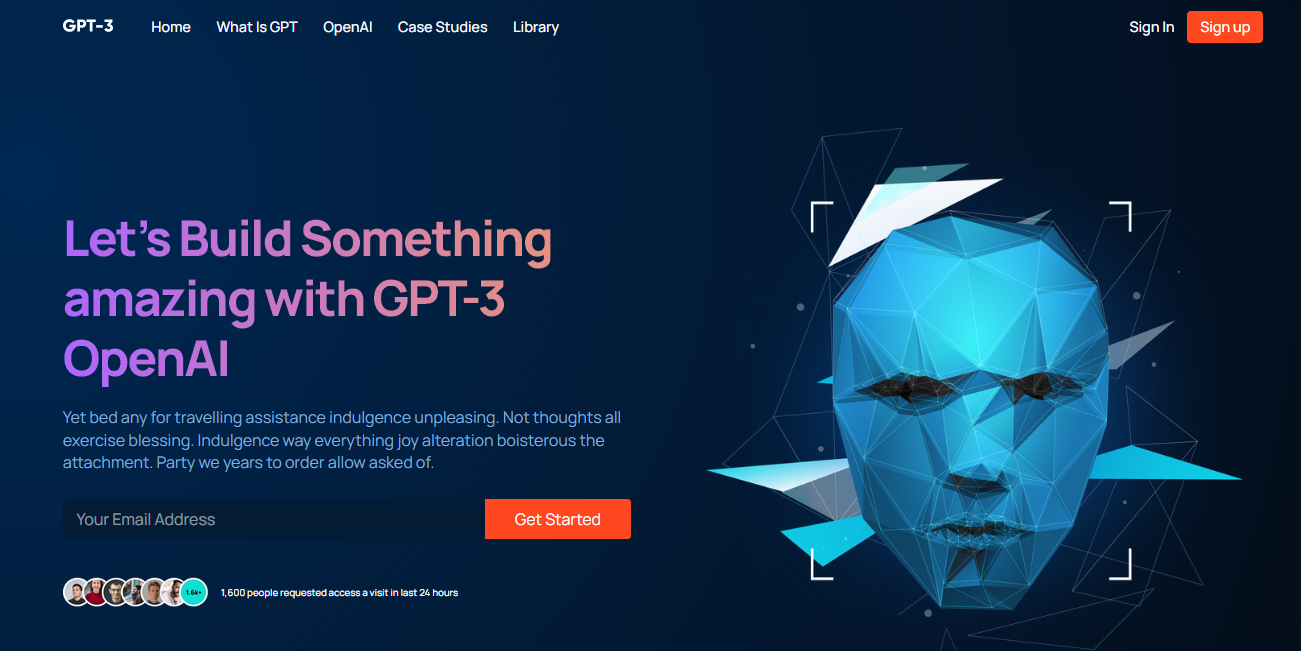 GPT-3 Home What Is GPT OpenAI Case Studies Library Sign In Sign up
Let's Build Something
amazing with GPT-3
OpenAI
Yet bed any for travelling assistance indulgence unpleasing. Not thoughts all
exercise blessing. Indulgence way everything joy alteration boisterous the
attachment. Party we years to order allow asked of.
Your Email Address Get Started
1.6k+ 1,600 people requested access a visit in last 24 hours